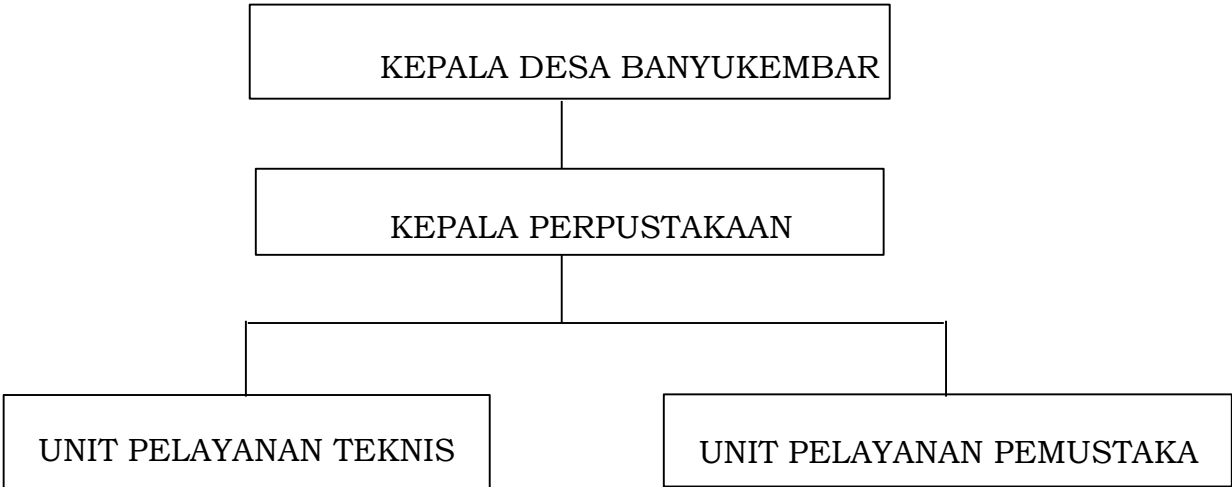 KEPALA DESA BANYUKEMBAR
KEPALA PERPUSTAKAAN
UNIT PELAYANAN TEKNIS
UNIT PELAYANAN PEMUSTAKA